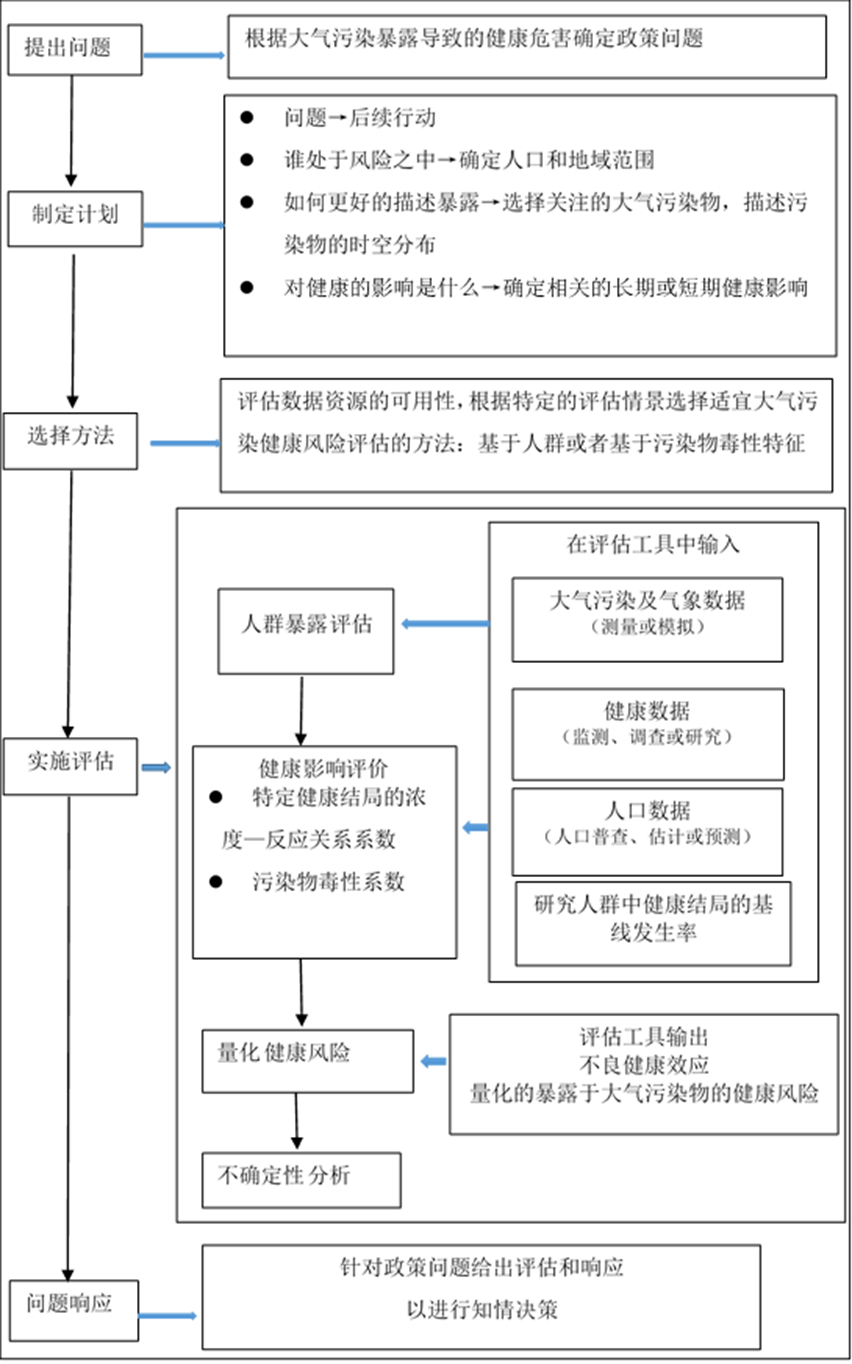 提出问题
根据大气污染暴露导致的健康危害确定政策问题
制定计划
● 问题→后续行动
● 谁处于风险之中→确定人口和地域范围
● 如何更好的描述暴露→选择关注的大气污染物，描述污
染物的时空分布
● 对健康的影响是什么→确定相关的长期或短期健康影响
选择方法
评估数据资源的可用性，根据特定的评估情景选择适宜大气污
染健康风险评估的方法：基于人群或者基于污染物毒性特征
实施评估
在评估工具中输入
大气污染及气象数据
（测量或模拟）
健康数据
（监测、调查或研究）
人口数据
（人口普查、估计或预测）
研究人群中健康结局的基
线发生率
人群暴露评估
健康影响评价
● 特定健康结局的浓
度—反应关系系数
● 污染物毒性系数
量化健康风险
评估工具输出
不良健康效应
量化的暴露于大气污染物的健康风险
不确定性分析
问题响应
针对政策问题给出评估和响应
以进行知情决策